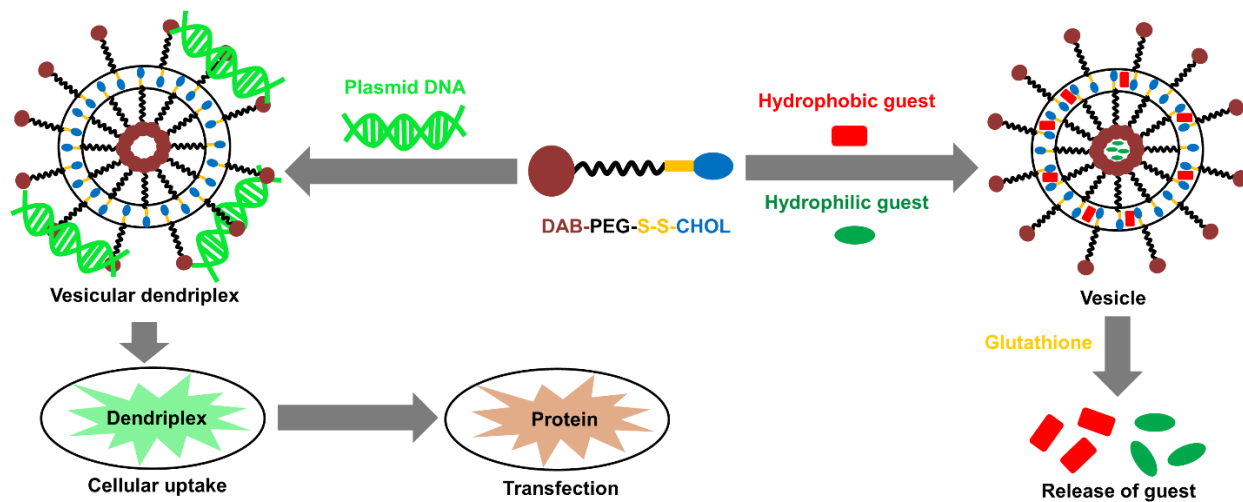 Plasmid DNA
Hydrophobic guest
Hydrophilic guest
DAB-PEG-S-S-CHOL
Vesicular dendriplex
Vesicle
Glutathione
Dendriplex
Protein
Cellular uptake
Transfection
Release of guest